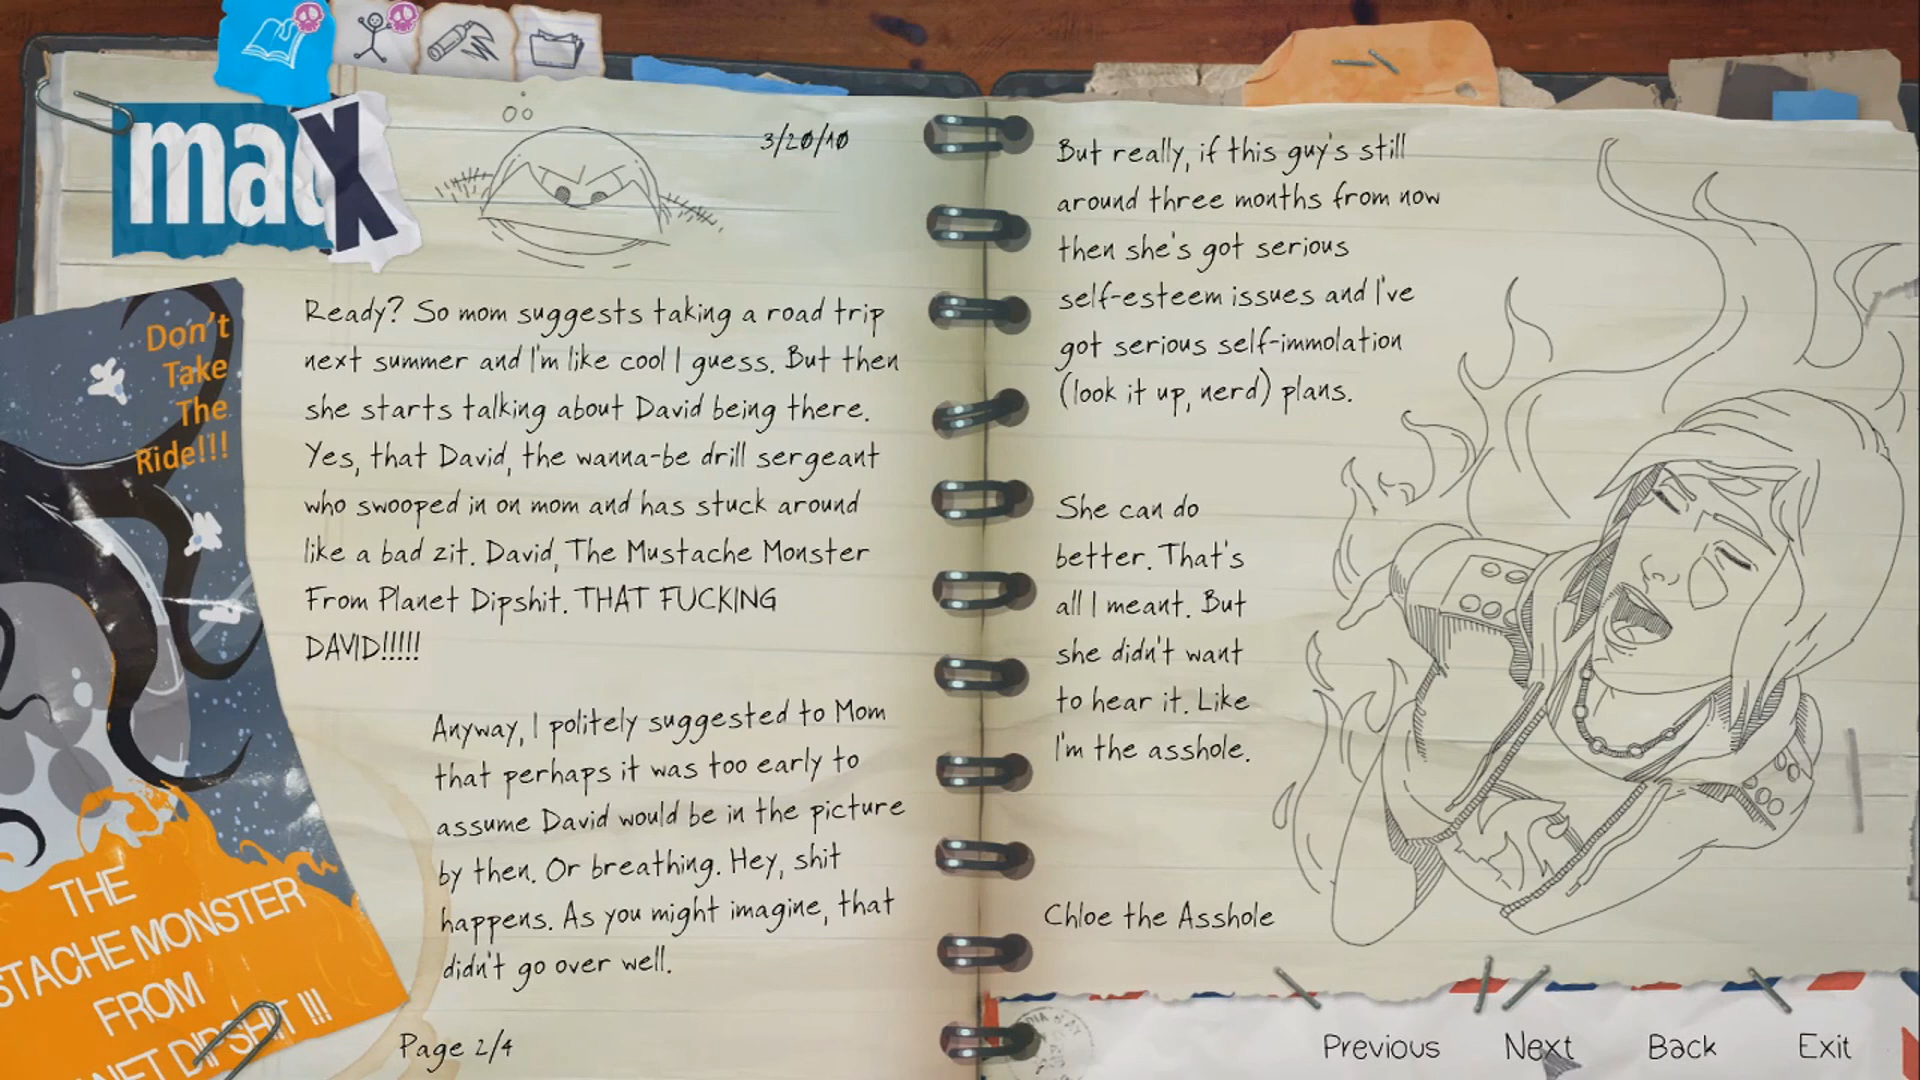 madX
3/20/10
Don't
Take
The
Ride!!!
Ready? So mom suggests taking a road trip
next summer and I'm like cool I guess. But then
she starts talking about David being there.
Yes, that David, the wanna-be drill sergeant
who swooped in on mom and has stuck around
like a bad zit. David, The Mustache Monster
From Planet Dipshit. THAT FUCKING
DAVID!!!!!
Anyway, I politely suggested to Mom
that perhaps it was too early to
assume David would be in the picture
by then. Or breathing. Hey, shit
happens. As you might imagine, that
didn't go over well.
THE
STACHE MONSTER
FROM
NET DIPSHIT !!!
Page 2/4
But really, if this guy's still
around three months from now
then she's got serious
self-esteem issues and I've
got serious self-immolation
(look it up, nerd) plans.
She can do
better. That's
all I meant. But
she didn't want
to hear it. Like
I'm the asshole.
Chloe the Asshole
Previous Next Back Exit